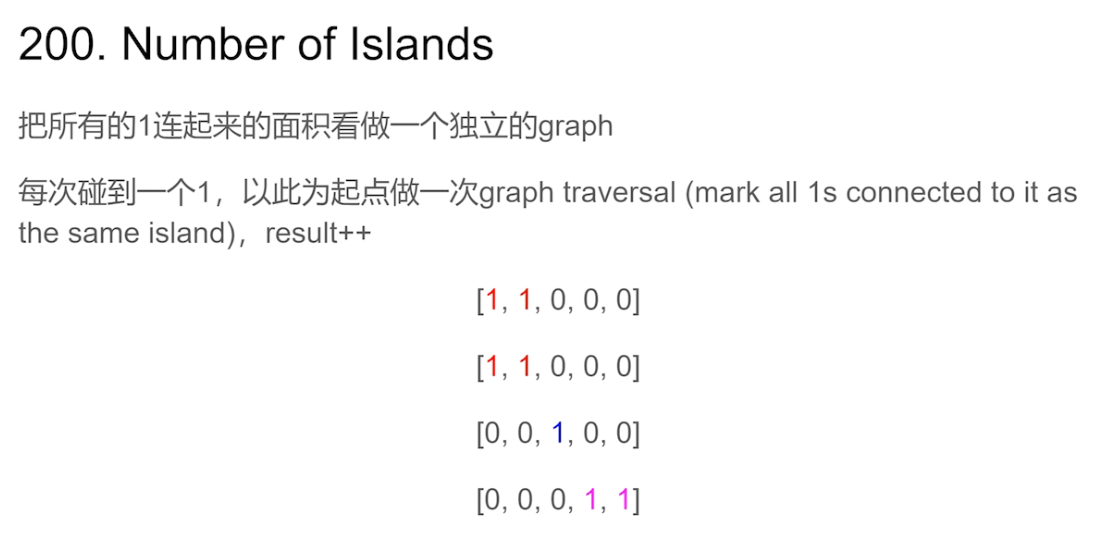 200. Number of Islands
把所有的1连起来的面积看做一个独立的graph
每次碰到一个1，以此为起点做一次graph traversal (mark all 1s connected to it as
the same island)，result++
[1, 1, 0, 0, 0]
[1, 1, 0, 0, 0]
[0, 0, 1, 0, 0]
[0, 0, 0, 1, 1]